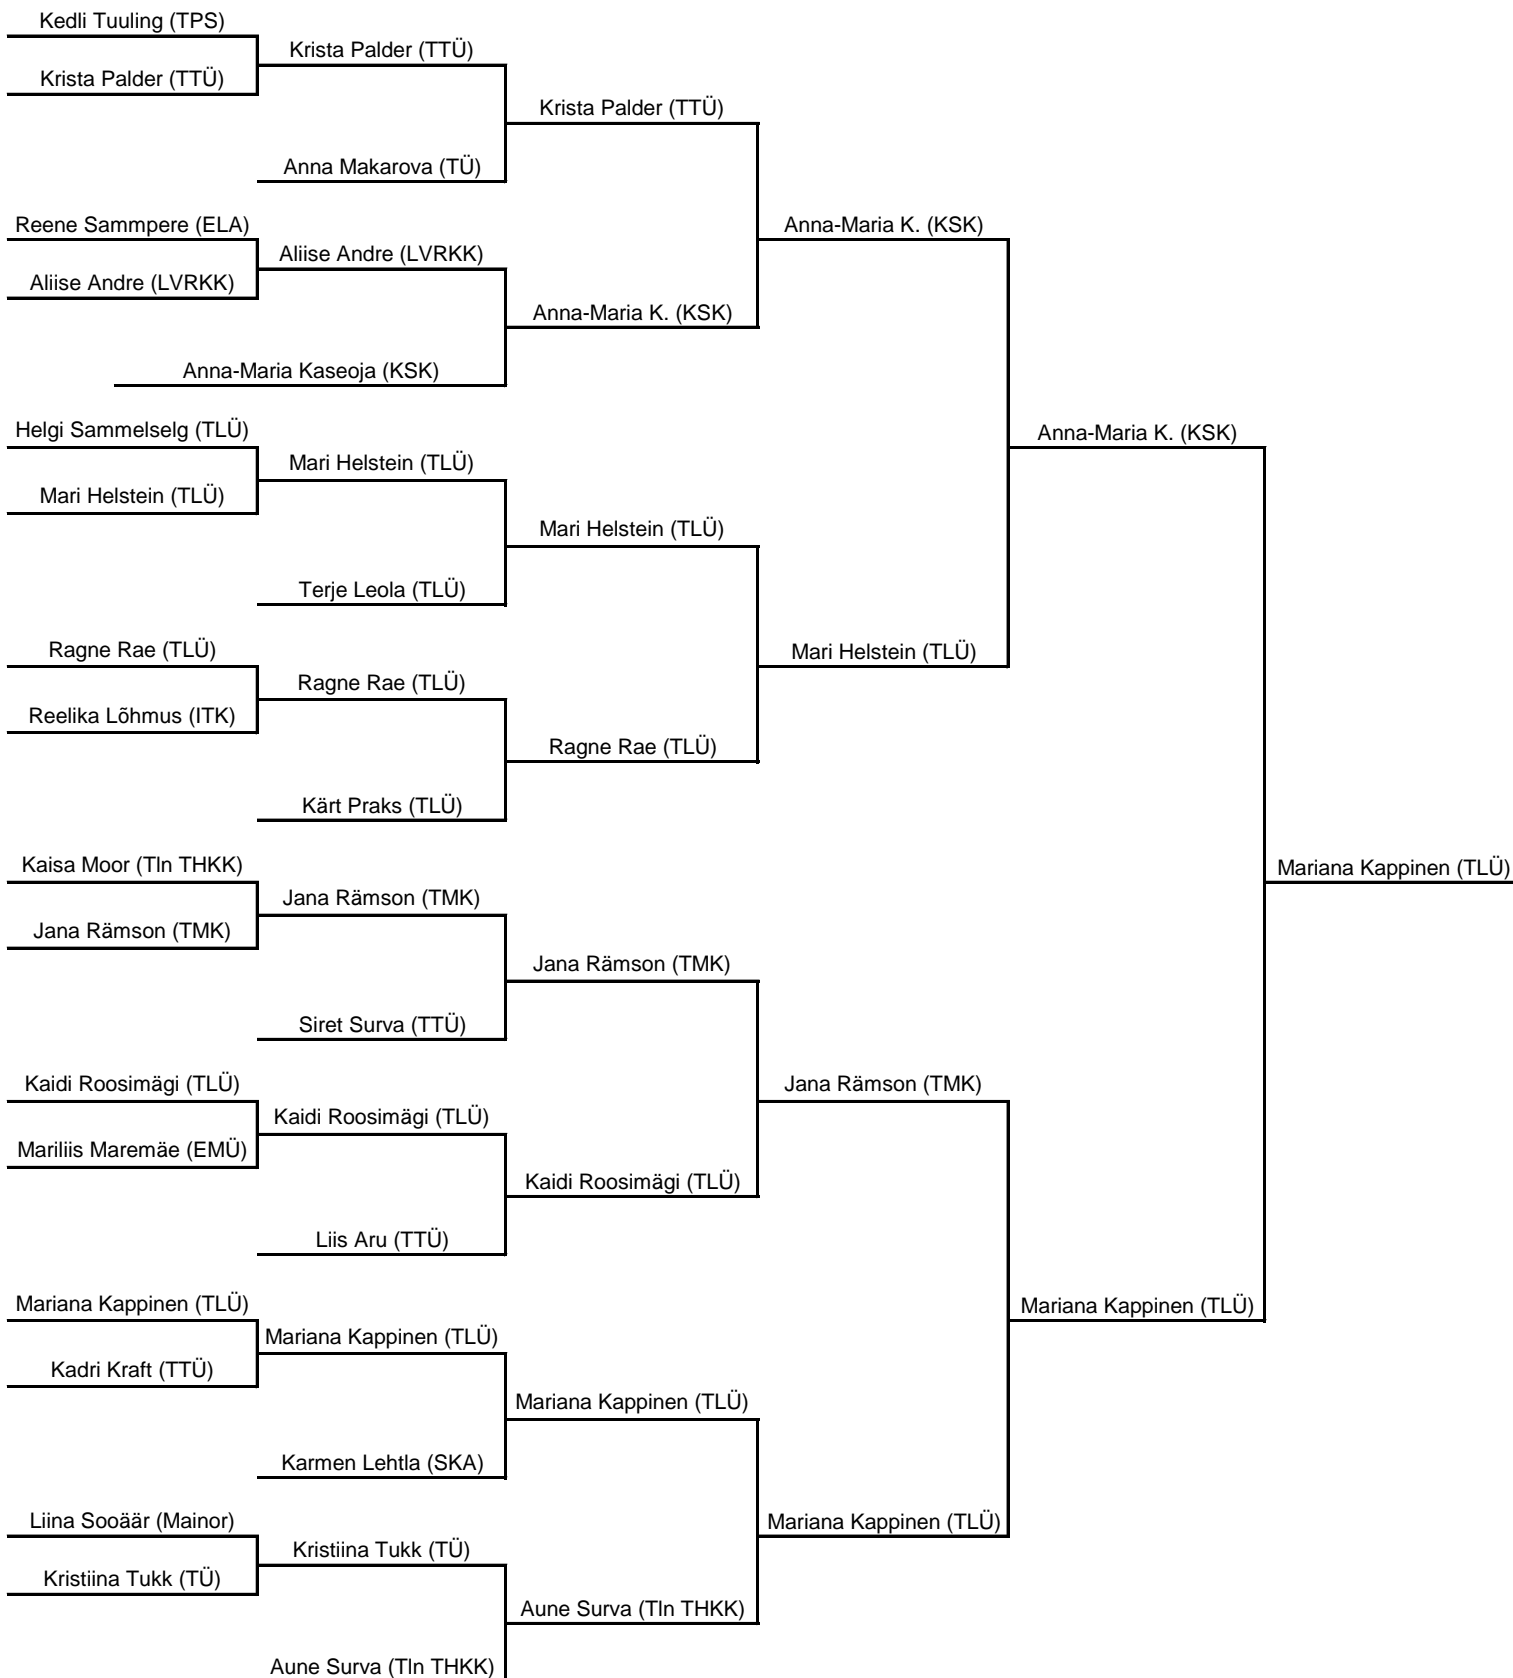 Kedli Tuuling (TPS)
Krista Palder (TTÜ)
Krista Palder (TTÜ)
Krista Palder (TTÜ)
Anna Makarova (TÜ)
Reene Sammpere (ELA)
Anna-Maria K. (KSK)
Aliise Andre (LVRKK)
Aliise Andre (LVRKK)
Anna-Maria K. (KSK)
Anna-Maria Kaseoja (KSK)
Helgi Sammelselg (TLÜ)
Anna-Maria K. (KSK)
Mari Helstein (TLÜ)
Mari Helstein (TLÜ)
Mari Helstein (TLÜ)
Terje Leola (TLÜ)
Ragne Rae (TLÜ)
Mari Helstein (TLÜ)
Ragne Rae (TLÜ)
Reelika Lõhmus (ITK)
Ragne Rae (TLÜ)
Kärt Praks (TLÜ)
Kaisa Moor (Tln THKK)
Mariana Kappinen (TLÜ)
Jana Rämson (TMK)
Jana Rämson (TMK)
Jana Rämson (TMK)
Siret Surva (TTÜ)
Kaidi Roosimägi (TLÜ)
Jana Rämson (TMK)
Kaidi Roosimägi (TLÜ)
Mariliis Maremäe (EMÜ)
Kaidi Roosimägi (TLÜ)
Liis Aru (TTÜ)
Mariana Kappinen (TLÜ)
Mariana Kappinen (TLÜ)
Mariana Kappinen (TLÜ)
Kadri Kraft (TTÜ)
Mariana Kappinen (TLÜ)
Karmen Lehtla (SKA)
Liina Sooäär (Mainor)
Mariana Kappinen (TLÜ)
Kristiina Tukk (TÜ)
Kristiina Tukk (TÜ)
Aune Surva (Tln THKK)
Aune Surva (Tln THKK)